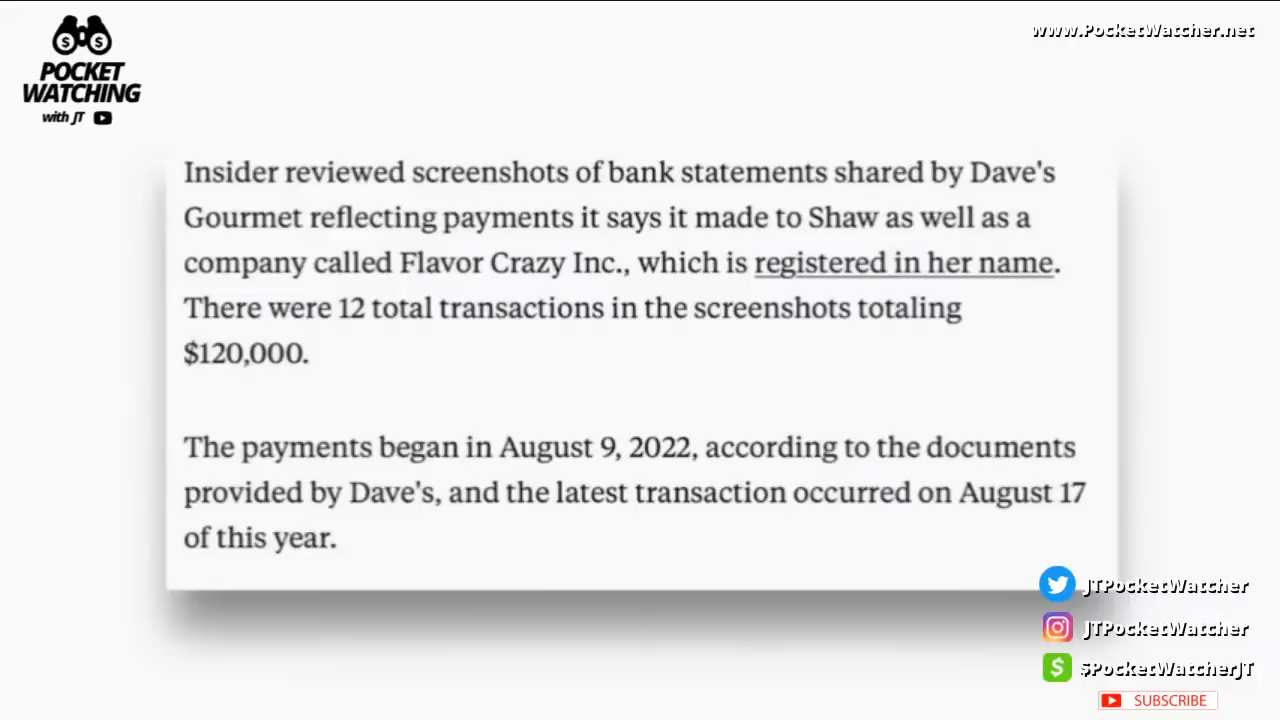 www.PocketWatcher.net
POCKET
WATCHING
with JT
Insider reviewed screenshots of bank statements shared by Dave's
Gourmet reflecting payments it says it made to Shaw as well as a
company called Flavor Crazy Inc., which is registered in her name.
There were 12 total transactions in the screenshots totaling
$120,000.
The payments began in August 9, 2022, according to the documents
provided by Dave's, and the latest transaction occurred on August 17
of this year.
JTPocketWatcher
JTPocketWatcher
$PocketWatcherJT
SUBSCRIBE